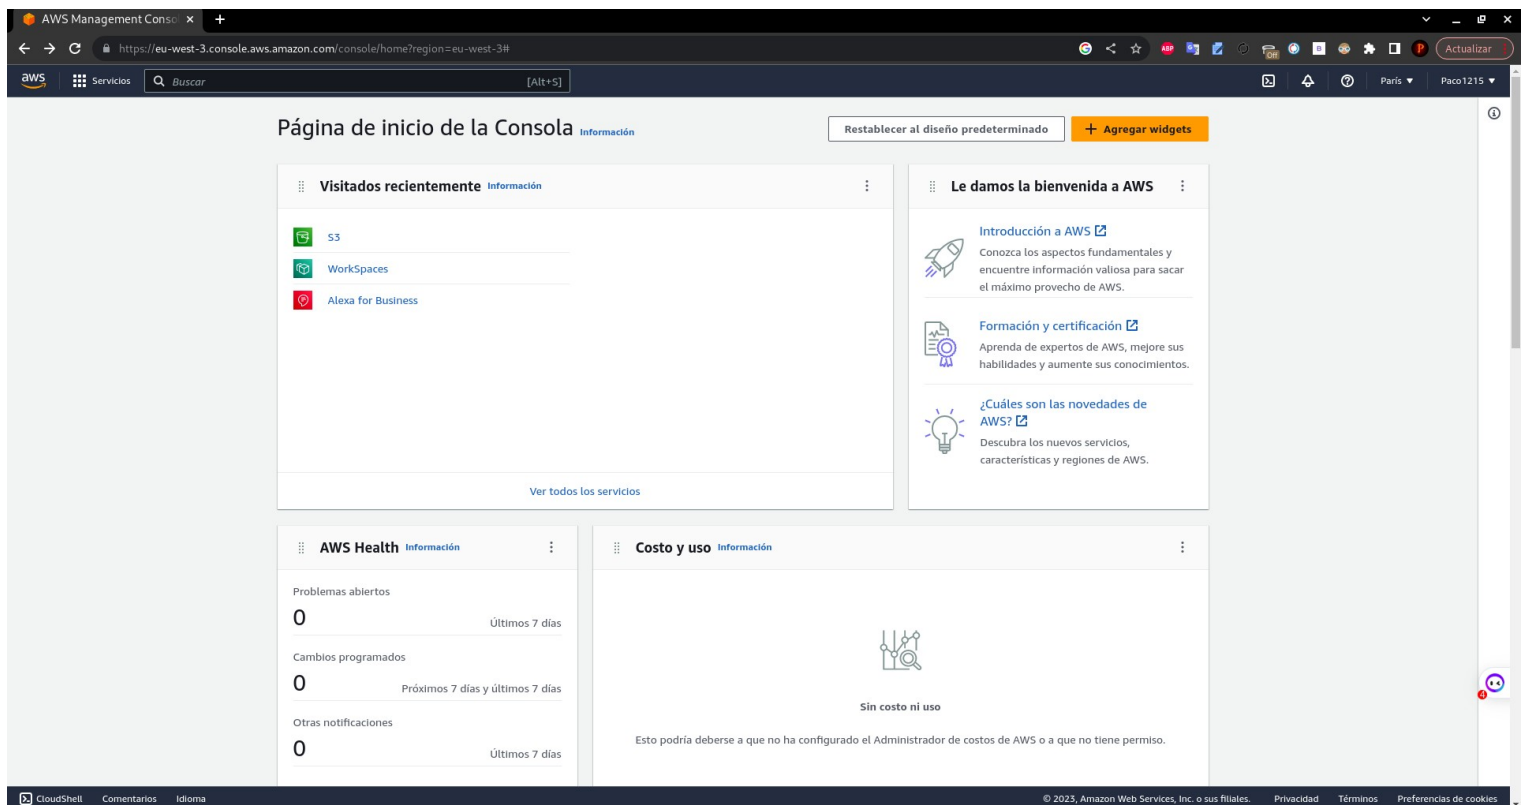 AWS Management Consol
https://eu-west-3.console.aws.amazon.com/console/home?region=eu-west-3#
ABP
Off
P
Actualizar
aws
Servicios
Buscar
[Alt+S]
París
Paco1215
Página de inicio de la Consola Información
Restablecer al diseño predeterminado
+ Agregar widgets
Visitados recientemente Información
S3
WorkSpaces
Alexa for Business
Ver todos los servicios
Le damos la bienvenida a AWS
Introducción a AWS
Conozca los aspectos fundamentales y
encuentre información valiosa para sacar
el máximo provecho de AWS.
Formación y certificación
Aprenda de expertos de AWS, mejore sus
habilidades y aumente sus conocimientos.
¿Cuáles son las novedades de
AWS?
Descubra los nuevos servicios,
características y regiones de AWS.
AWS Health Información
Problemas abiertos
0
Últimos 7 días
Cambios programados
0
Próximos 7 días y últimos 7 días
Otras notificaciones
0
Últimos 7 días
Costo y uso Información
Sin costo ni uso
Esto podría deberse a que no ha configurado el Administrador de costos de AWS o a que no tiene permiso.
4
CloudShell
Comentarios
Idioma
© 2023, Amazon Web Services, Inc. o sus filiales.
Privacidad
Términos
Preferencias de cookies